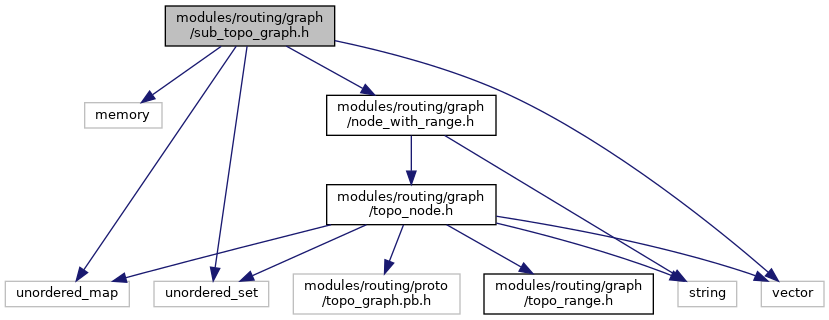 modules/routing/graph
/sub_topo_graph.h
memory
modules/routing/graph
/node_with_range.h
modules/routing/graph
/topo_node.h
unordered_map
unordered_set
modules/routing/proto
/topo_graph.pb.h
modules/routing/graph
/topo_range.h
string
vector